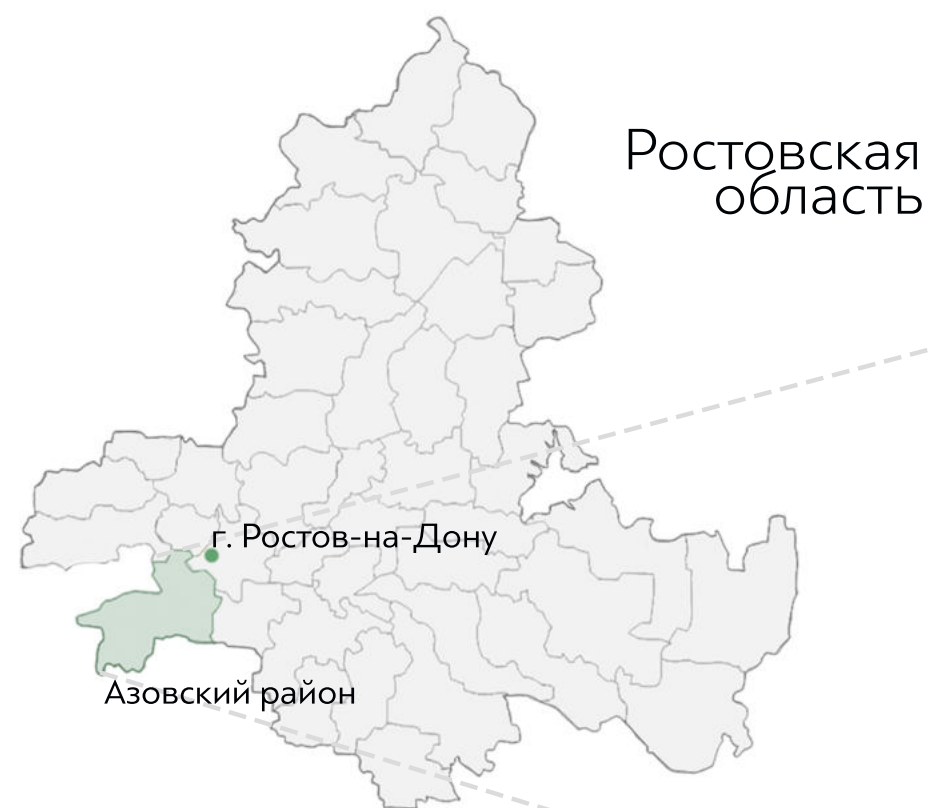 Ростовская
область
г. Ростов-на-Дону
Азовский район